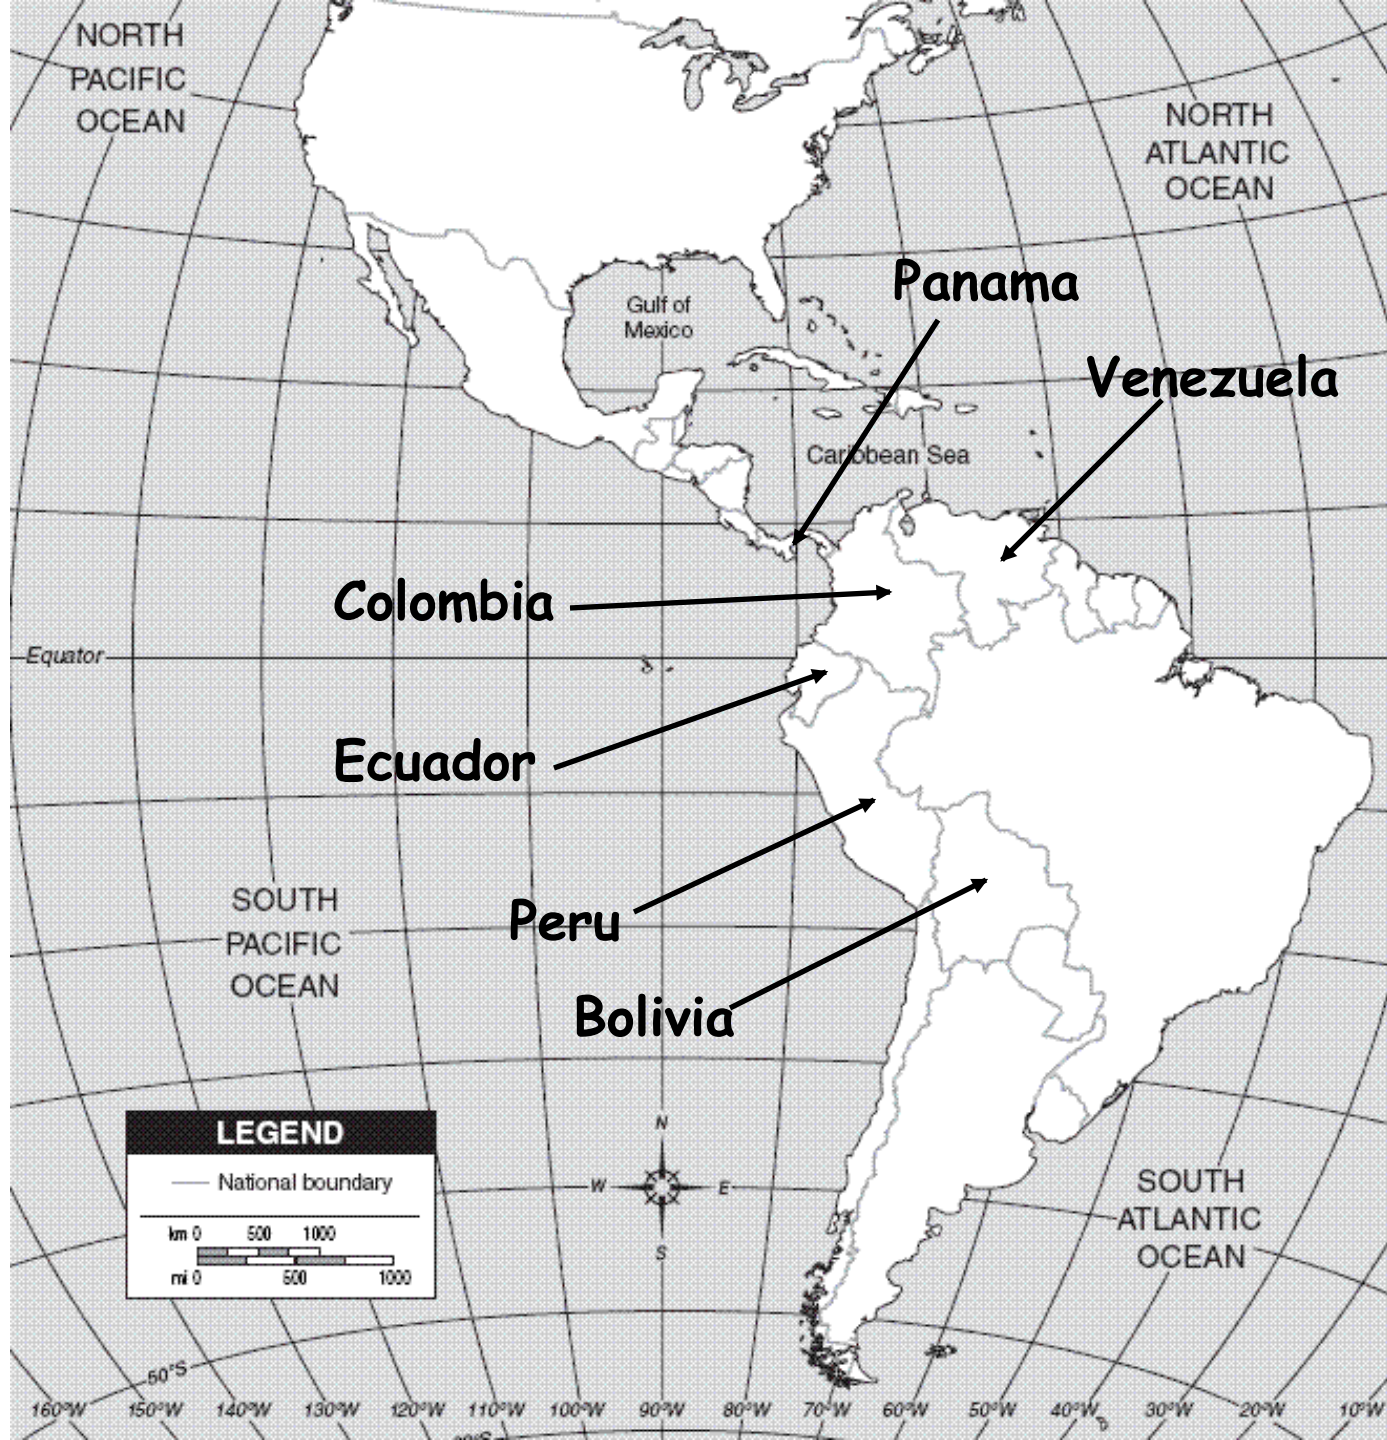 NORTH
PACIFIC
OCEAN
NORTH
ATLANTIC
OCEAN
Panama
Gulf of
Mexico
Venezuela
Caribbean Sea
Colombia
Equator
Ecuador
SOUTH
PACIFIC
OCEAN
Peru
Bolivia
LEGEND
National boundary
km 0 500 1000
mi 0 500 1000
N
W E
S
SOUTH
ATLANTIC
OCEAN
50°S
160°W 150°W 140°W 130°W 120°W 110°W 100°W 90°W 80°W 70°W 60°W 50°W 40°W 30°W 20°W 10°W